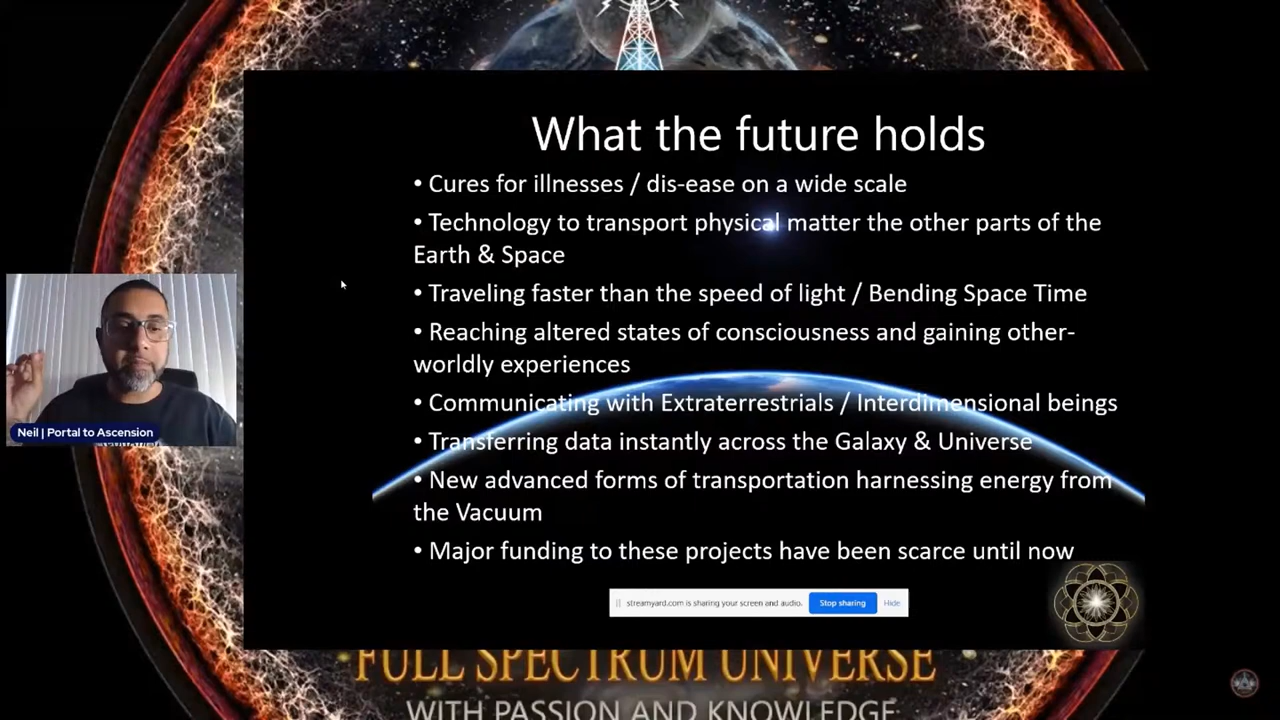 What the future holds
• Cures for illnesses / dis-ease on a wide scale
• Technology to transport physical matter the other parts of the
Earth & Space
• Traveling faster than the speed of light / Bending Space Time
• Reaching altered states of consciousness and gaining other-
worldly experiences
• Communicating with Extraterrestrials / Interdimensional beings
• Transferring data instantly across the Galaxy & Universe
• New advanced forms of transportation harnessing energy from
the Vacuum
• Major funding to these projects have been scarce until now
Neil | Portal to Ascension
streamyard.com is sharing your screen and audio.
Stop sharing
Hide
FULL SPECTRUM UNIVERSE
WITH PASSION AND KNOWLEDGE